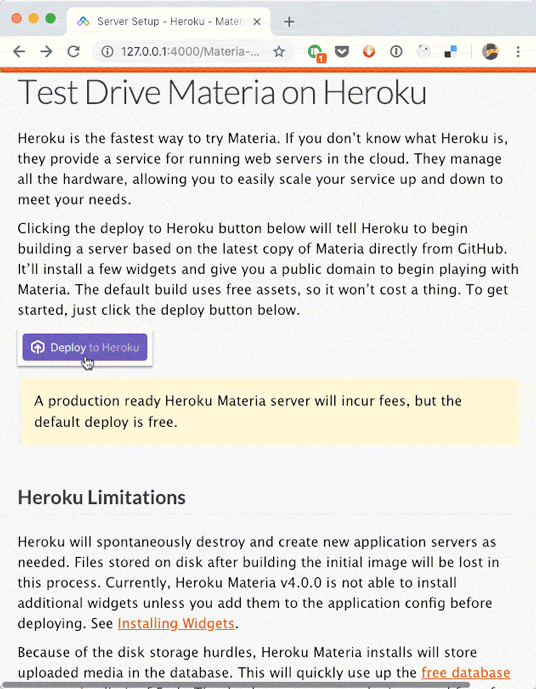 Server Setup - Heroku - Materi
127.0.0.1:4000/Materia-...
1
Test Drive Materia on Heroku
Heroku is the fastest way to try Materia. If you don’t know what Heroku is,
they provide a service for running web servers in the cloud. They manage
all the hardware, allowing you to easily scale your service up and down to
meet your needs.
Clicking the deploy to Heroku button below will tell Heroku to begin
building a server based on the latest copy of Materia directly from GitHub.
It’ll install a few widgets and give you a public domain to begin playing with
Materia. The default build uses free assets, so it won’t cost a thing. To get
started, just click the deploy button below.
Deploy to Heroku
A production ready Heroku Materia server will incur fees, but the
default deploy is free.
Heroku Limitations
Heroku will spontaneously destroy and create new application servers as
needed. Files stored on disk after building the initial image will be lost in
this process. Currently, Heroku Materia v4.0.0 is not able to install
additional widgets unless you add them to the application config before
deploying. See Installing Widgets.
Because of the disk storage hurdles, Heroku Materia installs will store
uploaded media in the database. This will quickly use up the free database